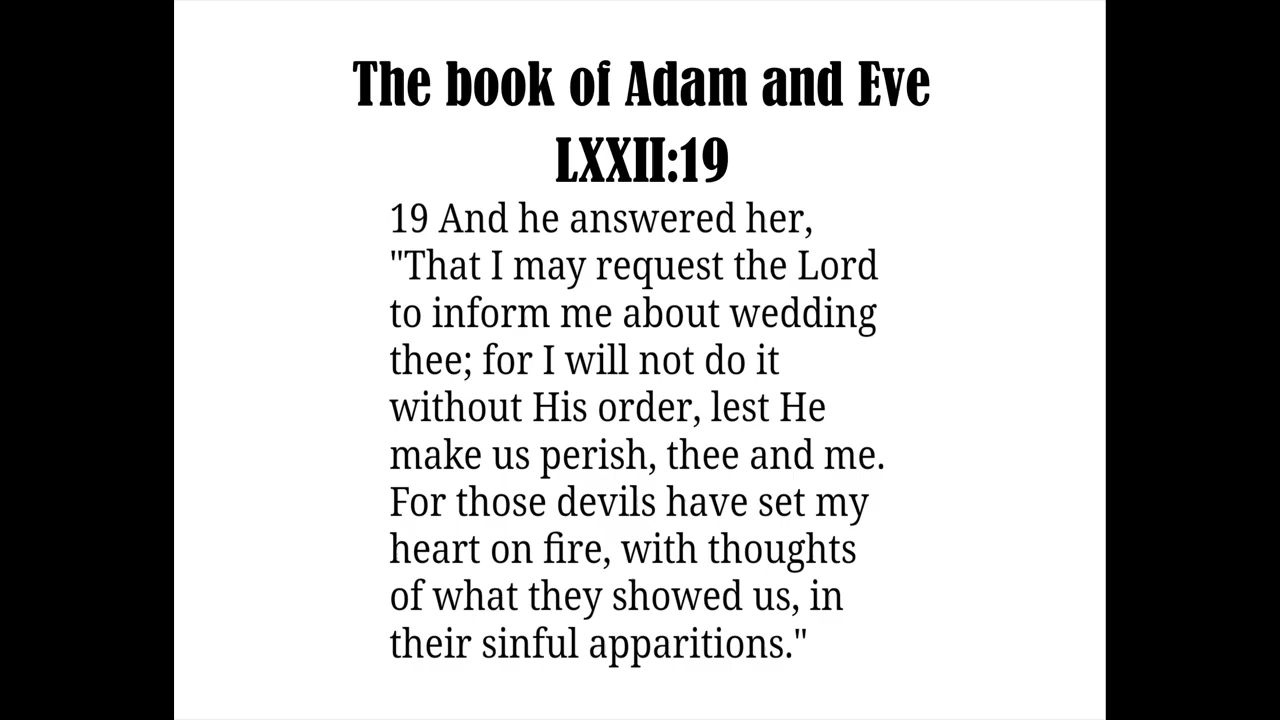 The book of Adam and Eve
LXXII:19
19 And he answered her,
"That I may request the Lord
to inform me about wedding
thee; for I will not do it
without His order, lest He
make us perish, thee and me.
For those devils have set my
heart on fire, with thoughts
of what they showed us, in
their sinful apparitions."